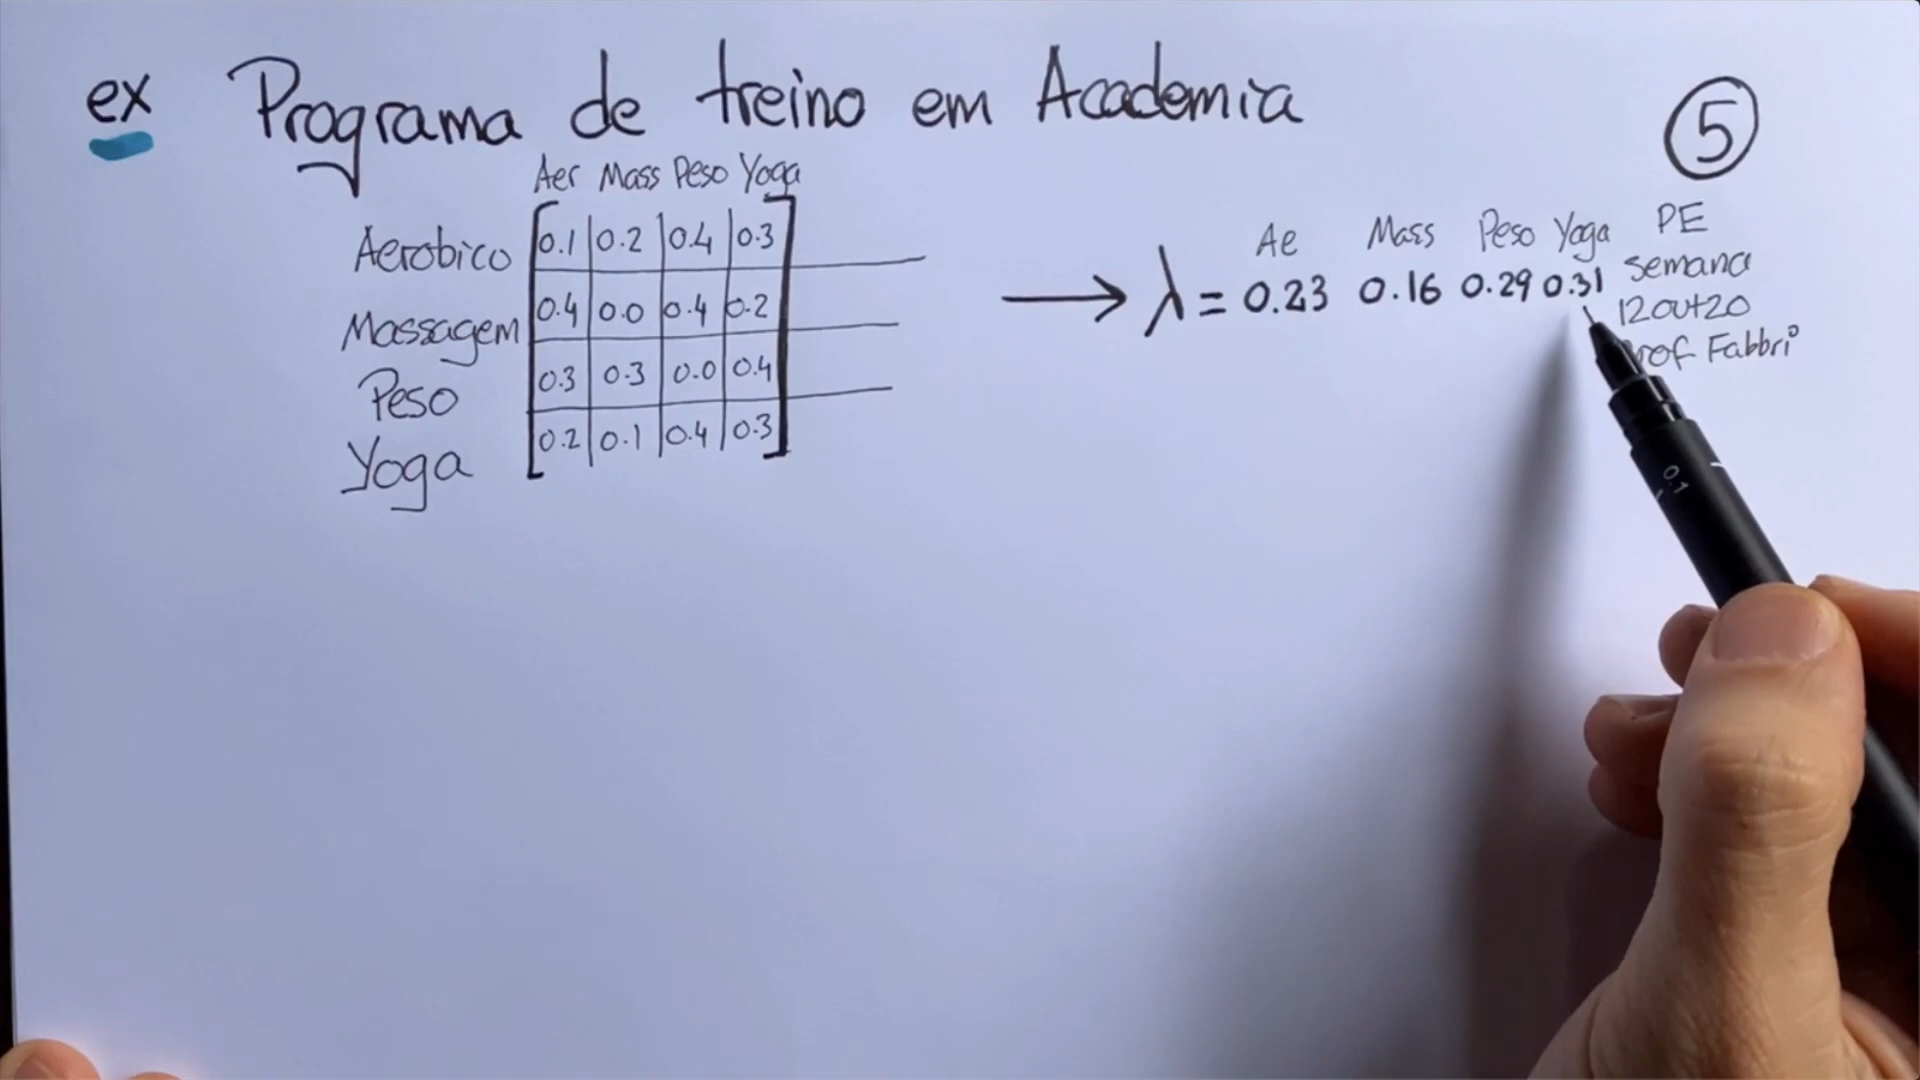 ex Programa de treino em Academia
5
Aer Mass Peso Yoga
Aerobico 0.1 0.2 0.4 0.3
Massagem 0.4 0.0 0.4 0.2
Peso 0.3 0.3 0.0 0.4
Yoga 0.2 0.1 0.4 0.3
Ae Mass Peso Yoga
→ λ = 0.23 0.16 0.29 0.31
PE
semana
12out20
Prof Fabbri
0.1